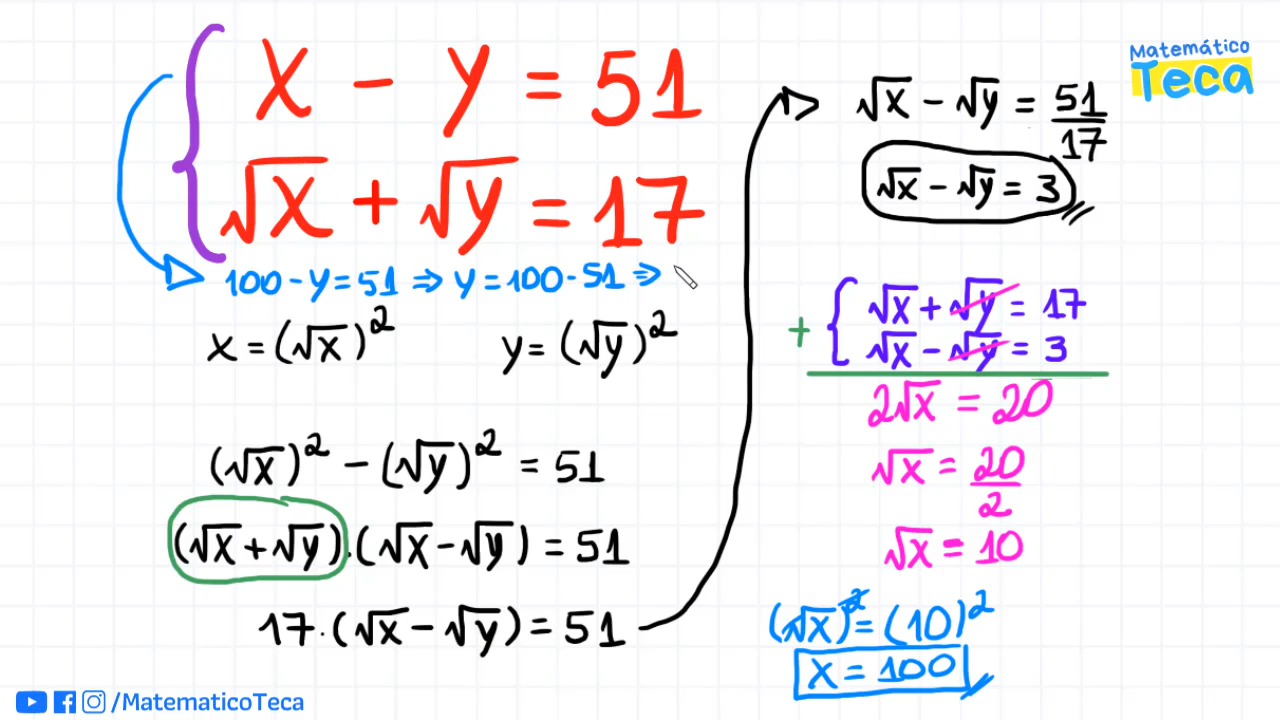 x - y = 51
√x + √y = 17
100 - y = 51 ⇒ y = 100 - 51 ⇒
x = (√x)² y = (√y)²
(√x)² - (√y)² = 51
(√x + √y) · (√x - √y) = 51
17 · (√x - √y) = 51
Matemático
Teca
√x - √y = 51/17
√x - √y = 3
+ { √x + √y = 17
√x - √y = 3
2√x = 20
√x = 20/2
√x = 10
(√x)² = (10)²
x = 100
/MatematicoTeca